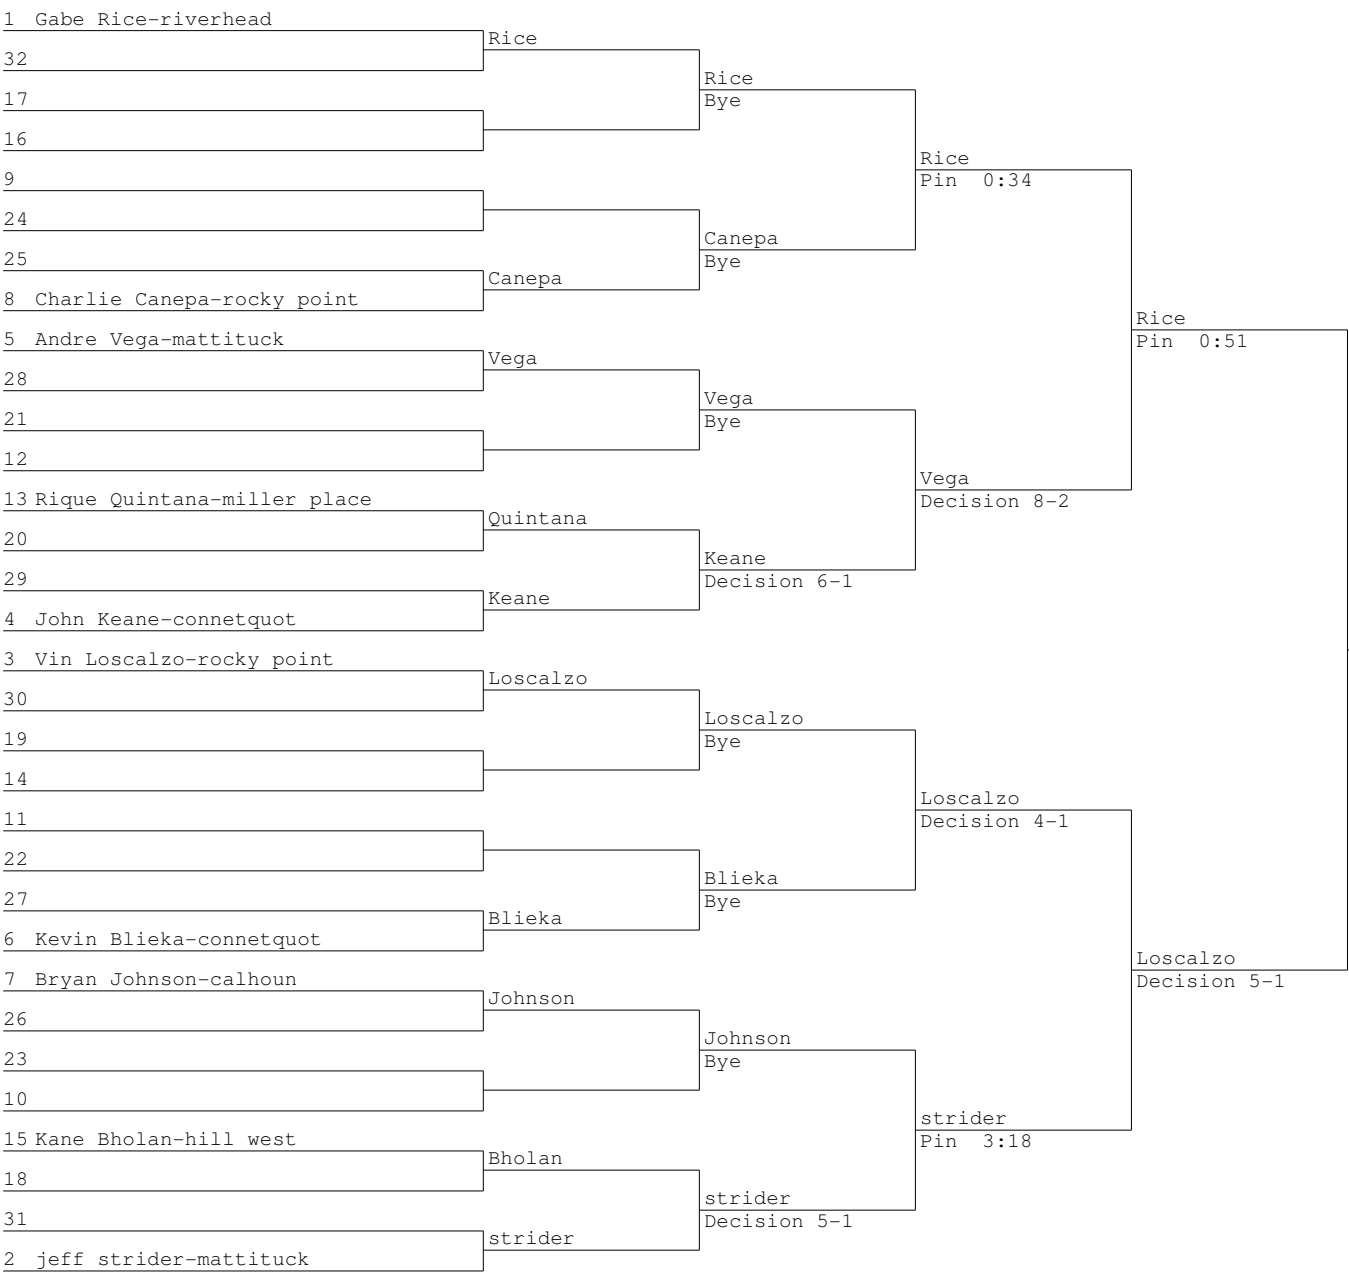 1 Gabe Rice-riverhead
Rice
32
Rice
Bye
17
16
Rice
Pin 0:34
9
24
Canepa
Bye
25
Canepa
8 Charlie Canepa-rocky point
Rice
Pin 0:51
5 Andre Vega-mattituck
Vega
28
Vega
Bye
21
12
Vega
Decision 8-2
13 Rique Quintana-miller place
Quintana
20
Keane
Decision 6-1
29
Keane
4 John Keane-connetquot
3 Vin Loscalzo-rocky point
Loscalzo
30
Loscalzo
Bye
19
14
Loscalzo
Decision 4-1
11
22
Blieka
Bye
27
Blieka
6 Kevin Blieka-connetquot
Loscalzo
Decision 5-1
7 Bryan Johnson-calhoun
Johnson
26
Johnson
Bye
23
10
strider
Pin 3:18
15 Kane Bholan-hill west
Bholan
18
strider
Decision 5-1
31
strider
2 jeff strider-mattituck